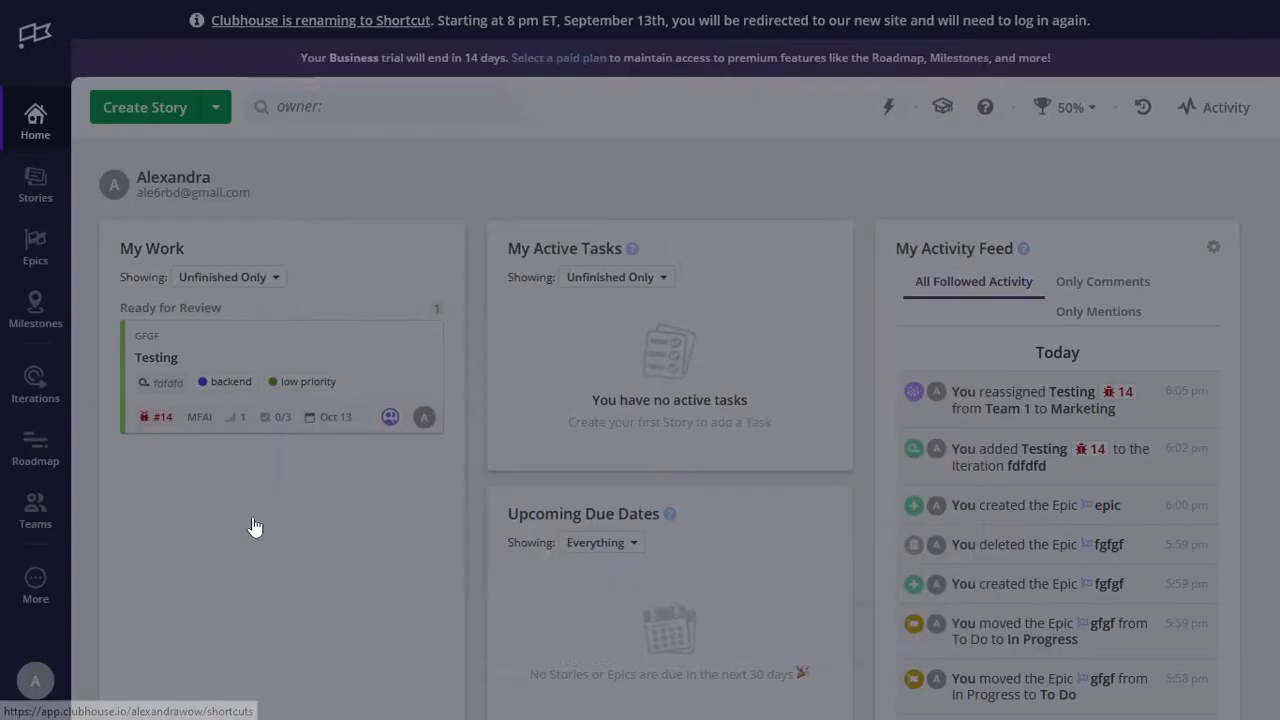 Clubhouse is renaming to Shortcut. Starting at 8 pm ET, September 13th, you will be redirected to our new site and will need to log in again.
Your Business trial will end in 14 days. Select a paid plan to maintain access to premium features like the Roadmap, Milestones, and more!
Create Story
owner:
50%
Activity
Home
Stories
Epics
Milestones
Iterations
Roadmap
Teams
More
A
A
Alexandra
ale6rbd@gmail.com
My Work
Showing: Unfinished Only
Ready for Review 1
GFGF
Testing
fdfdfd backend low priority
#14 MFAI 1 0/3 Oct 13 A
My Active Tasks ?
Showing: Unfinished Only
You have no active tasks
Create your first Story to add a Task
Upcoming Due Dates ?
Showing: Everything
No Stories or Epics are due in the next 30 days
My Activity Feed ?
All Followed Activity Only Comments
Only Mentions
Today
A You reassigned Testing 14 6:05 pm
from Team 1 to Marketing
A You added Testing 14 to the 6:02 pm
Iteration fdfdfd
A You created the Epic epic 6:00 pm
A You deleted the Epic fgfgf 5:59 pm
A You created the Epic fgfgf 5:59 pm
A You moved the Epic gfgf from 5:59 pm
To Do to In Progress
A You moved the Epic gfgf from 5:58 pm
In Progress to To Do
https://app.clubhouse.io/alexandrawow/shortcuts